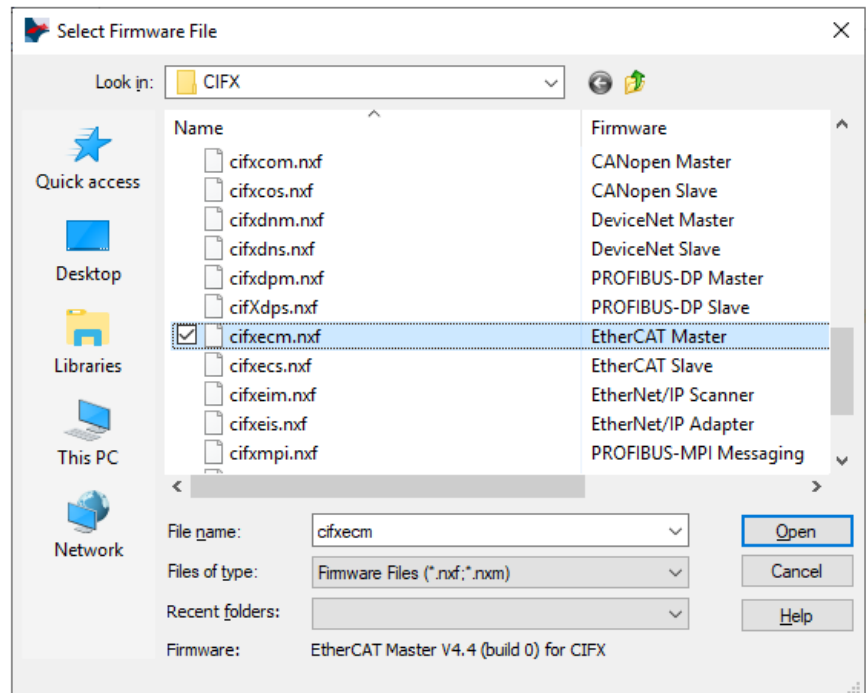 Select Firmware File
Look in: CIFX
Name Firmware
cifxcom.nxf CANopen Master
cifxcos.nxf CANopen Slave
cifxdnm.nxf DeviceNet Master
cifxdns.nxf DeviceNet Slave
cifxdpm.nxf PROFIBUS-DP Master
cifXdps.nxf PROFIBUS-DP Slave
cifxecm.nxf EtherCAT Master
cifxecs.nxf EtherCAT Slave
cifxeim.nxf EtherNet/IP Scanner
cifxeis.nxf EtherNet/IP Adapter
cifxmpi.nxf PROFIBUS-MPI Messaging
Quick access
Desktop
Libraries
This PC
Network
File name: cifxecm Open
Files of type: Firmware Files (*.nxf;*.nxm) Cancel
Recent folders: Help
Firmware: EtherCAT Master V4.4 (build 0) for CIFX